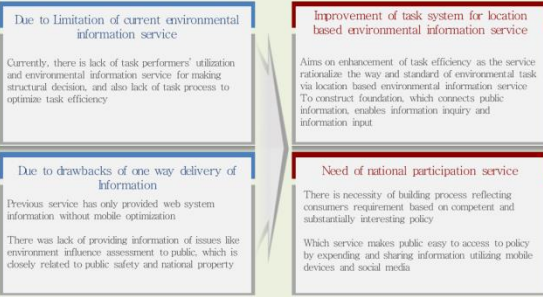 Due to Limitation of current environmental
information service
Currently, there is lack of task performers' utilization
and environmental information service for making
structural decision, and also lack of task process to
optimize task efficiency
Improvement of task system for location
based environmental information service
Aims on enhancement of task efficiency as the service
rationalize the way and standard of environmental task
via location based environmental information service
To construct foundation, which connects public
information, enables information inquiry and
information input
Due to drawbacks of one way delivery of
Information
Previous service has only provided web system
information without mobile optimization
There was lack of providing information of issues like
environment influence assessment to public, which is
closely related to public safety and national property
Need of national participation service
There is necessity of building process reflecting
consumers requirement based on competent and
substantially interesting policy
Which service makes public easy to access to policy
by expending and sharing information utilizing mobile
devices and social media